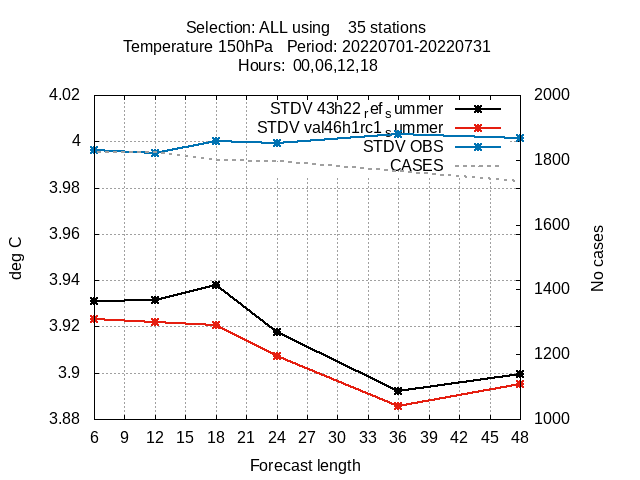 Selection: ALL using    35 stations
Temperature 150hPa   Period: 20220701-20220731
Hours: 00,06,12,18
4.02
4
3.98
3.96
3.94
3.92
3.9
3.88
deg C
STDV 43h22ref summer
STDV val46h1rc1summer
STDV OBS
CASES
2000
1800
1600
1400
1200
1000
No cases
6 9 12 15 18 21 24 27 30 33 36 39 42 45 48
Forecast length